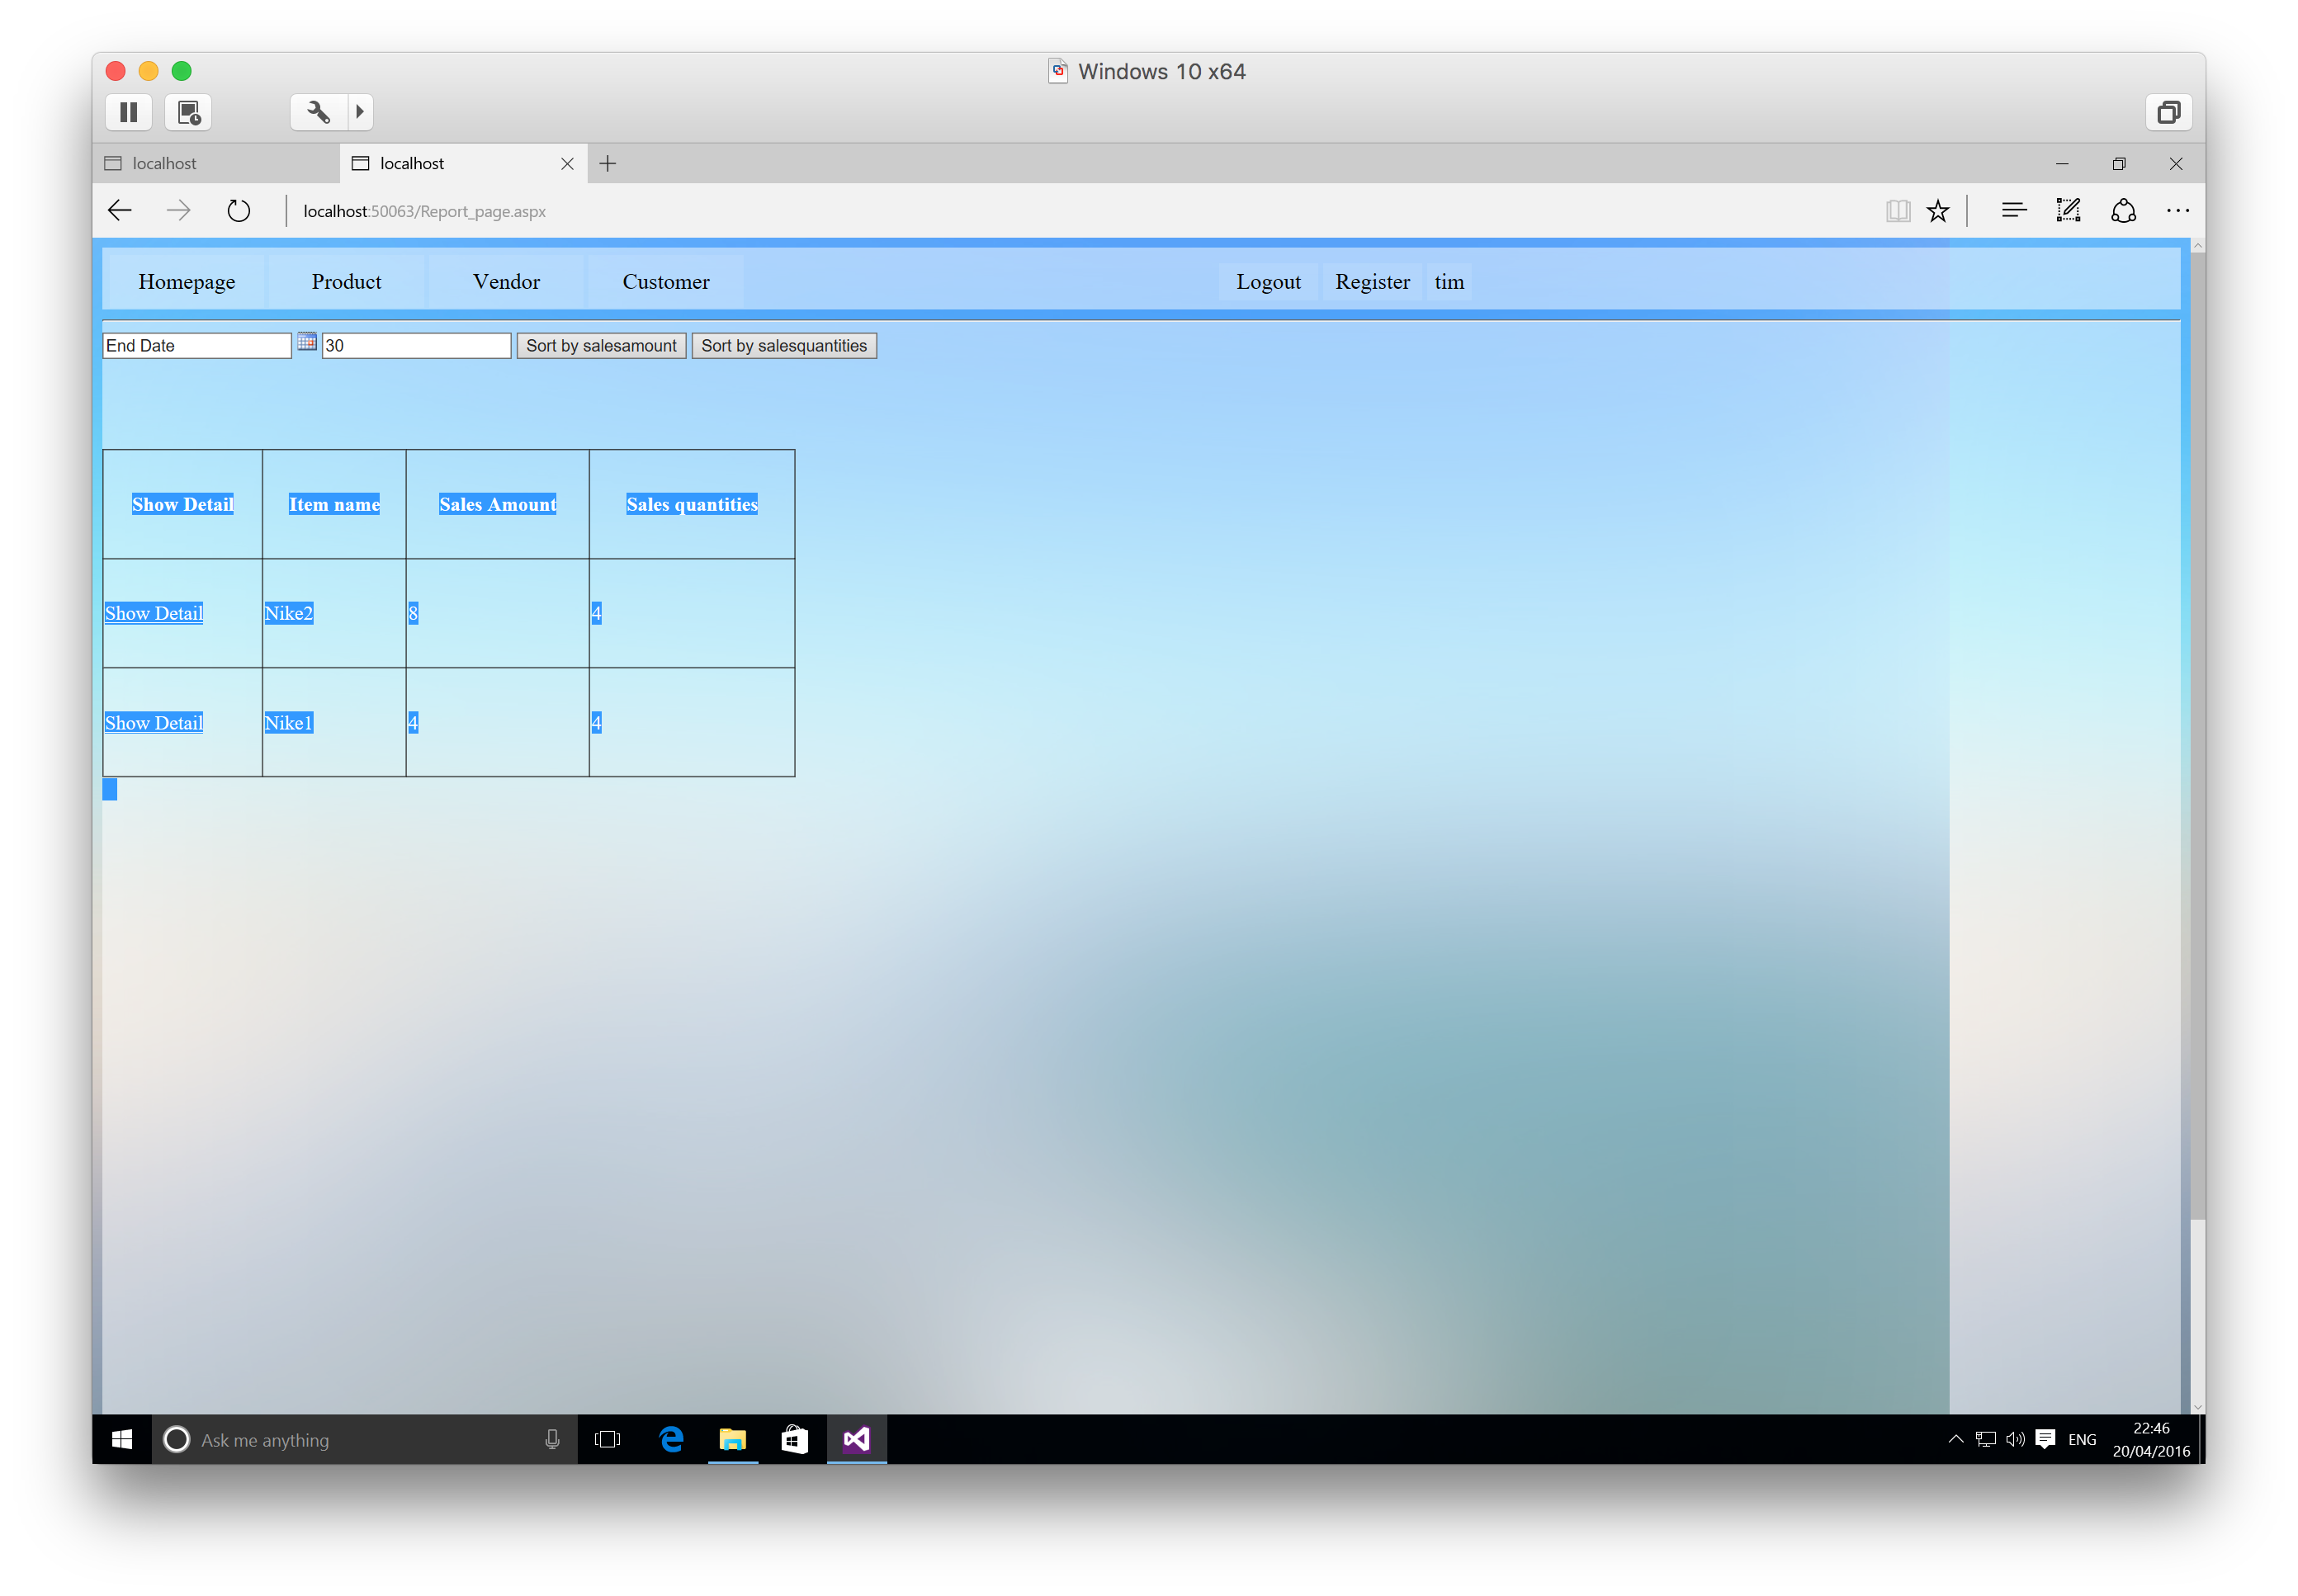 Windows 10 x64
localhost
localhost
localhost:50063/Report_page.aspx
Homepage Product Vendor Customer Logout Register tim
End Date 30 Sort by salesamount Sort by salesquantities
Show Detail Item name Sales Amount Sales quantities
Show Detail Nike2 8 4
Show Detail Nike1 4 4
Ask me anything
ENG
22:46
20/04/2016